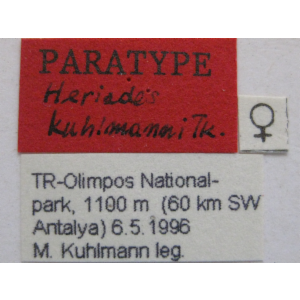 PARATYPE
Heriades
kuhlmanni Tk.
♀
TR-Olimpos National-
park, 1100 m (60 km SW
Antalya) 6.5.1996
M. Kuhlmann leg.